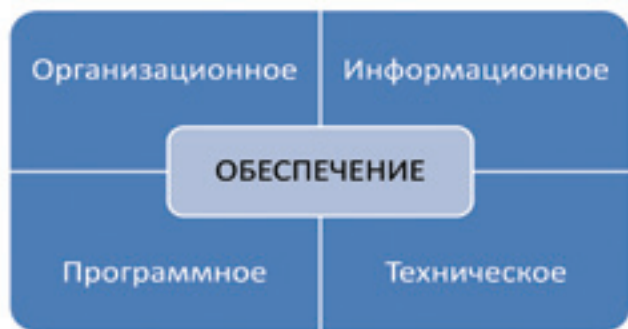 Организационное
Информационное
ОБЕСПЕЧЕНИЕ
Программное
Техническое